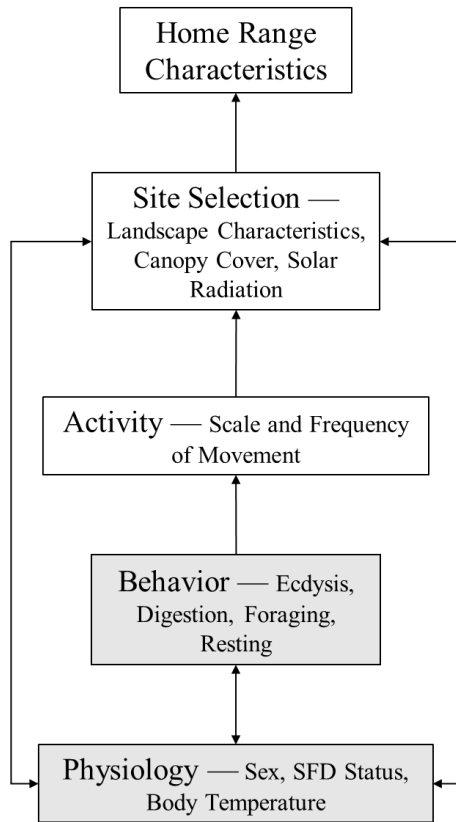 Home Range
Characteristics
Site Selection —
Landscape Characteristics,
Canopy Cover, Solar
Radiation
Activity — Scale and Frequency
of Movement
Behavior — Ecdysis,
Digestion, Foraging,
Resting
Physiology — Sex, SFD Status,
Body Temperature